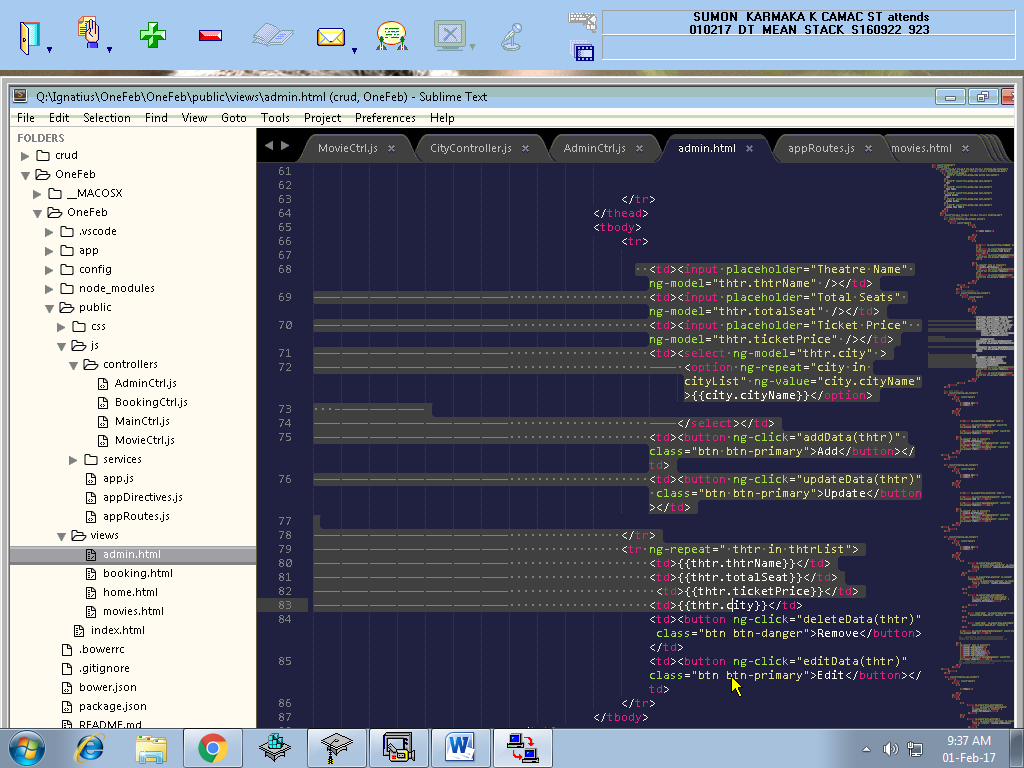 SUMON KARMAKA K CAMAC ST attends
010217 DT MEAN STACK S160922 923
Q:\Ignatius\OneFeb\OneFeb\public\views\admin.html (crud, OneFeb) - Sublime Text
File Edit Selection Find View Goto Tools Project Preferences Help
FOLDERS
crud
OneFeb
__MACOSX
OneFeb
.vscode
app
config
node_modules
public
css
js
controllers
AdminCtrl.js
BookingCtrl.js
MainCtrl.js
MovieCtrl.js
services
app.js
appDirectives.js
appRoutes.js
views
admin.html
booking.html
home.html
movies.html
index.html
.bowerrc
.gitignore
bower.json
package.json
README.md
MovieCtrl.js × CityController.js × AdminCtrl.js × admin.html × appRoutes.js × movies.html ×
61
62
63 </tr>
64 </thead>
65 <tbody>
66 <tr>
67
68 <td><input placeholder="Theatre Name"
ng-model="thtr.thtrName" /></td>
69 <td><input placeholder="Total Seats"
ng-model="thtr.totalSeat" /></td>
70 <td><input placeholder="Ticket Price"
ng-model="thtr.ticketPrice" /></td>
71 <td><select ng-model="thtr.city" >
72 <option ng-repeat="city in
cityList" ng-value="city.cityName"
>{{city.cityName}}</option>
73
74 </select></td>
75 <td><button ng-click="addData(thtr)"
class="btn btn-primary">Add</button></
td>
76 <td><button ng-click="updateData(thtr)"
class="btn btn-primary">Update</button
></td>
77
78 </tr>
79 <tr ng-repeat=" thtr in thtrList">
80 <td>{{thtr.thtrName}}</td>
81 <td>{{thtr.totalSeat}}</td>
82 <td>{{thtr.ticketPrice}}</td>
83 <td>{{thtr.city}}</td>
84 <td><button ng-click="deleteData(thtr)"
class="btn btn-danger">Remove</button>
</td>
85 <td><button ng-click="editData(thtr)"
class="btn btn-primary">Edit</button></
td>
86 </tr>
87 </tbody>
9:37 AM
01-Feb-17